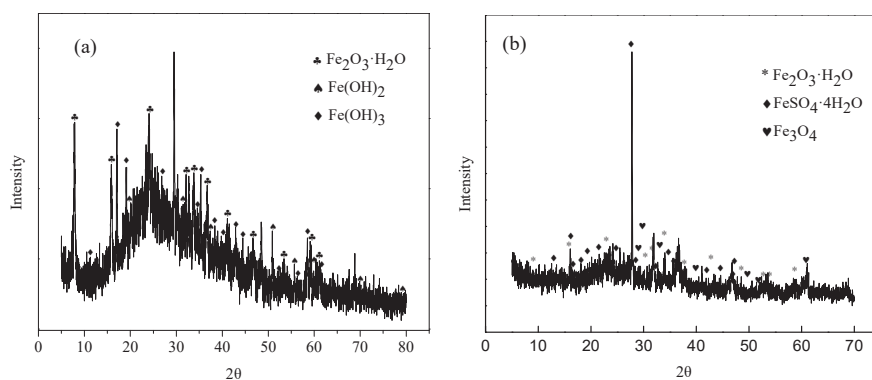 (a)
♣ Fe2O3·H2O
♠ Fe(OH)2
♦ Fe(OH)3
Intensity
0 10 20 30 40 50 60 70 80
2θ
(b)
* Fe2O3·H2O
♦ FeSO4·4H2O
♥ Fe3O4
Intensity
0 10 20 30 40 50 60 70
2θ